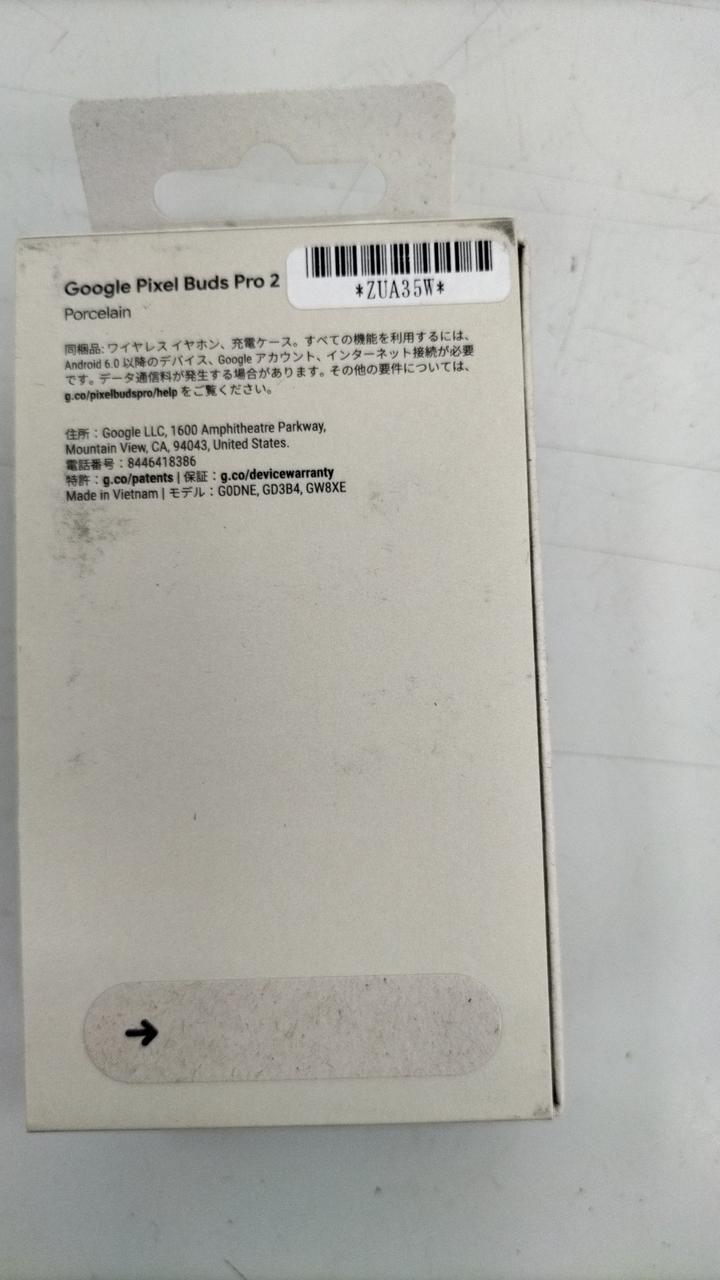 Google Pixel Buds Pro 2
*ZUA35W*
Porcelain
同梱品: ワイヤレス イヤホン、充電ケース。すべての機能を利用するには、
Android 6.0 以降のデバイス、Google アカウント、インターネット接続が必要
です。データ通信料が発生する場合があります。その他の要件については、
g.co/pixelbudspro/help をご覧ください。
住所：Google LLC, 1600 Amphitheatre Parkway,
Mountain View, CA, 94043, United States.
電話番号：8446418386
特許：g.co/patents | 保証：g.co/devicewarranty
Made in Vietnam | モデル：G0DNE, GD3B4, GW8XE